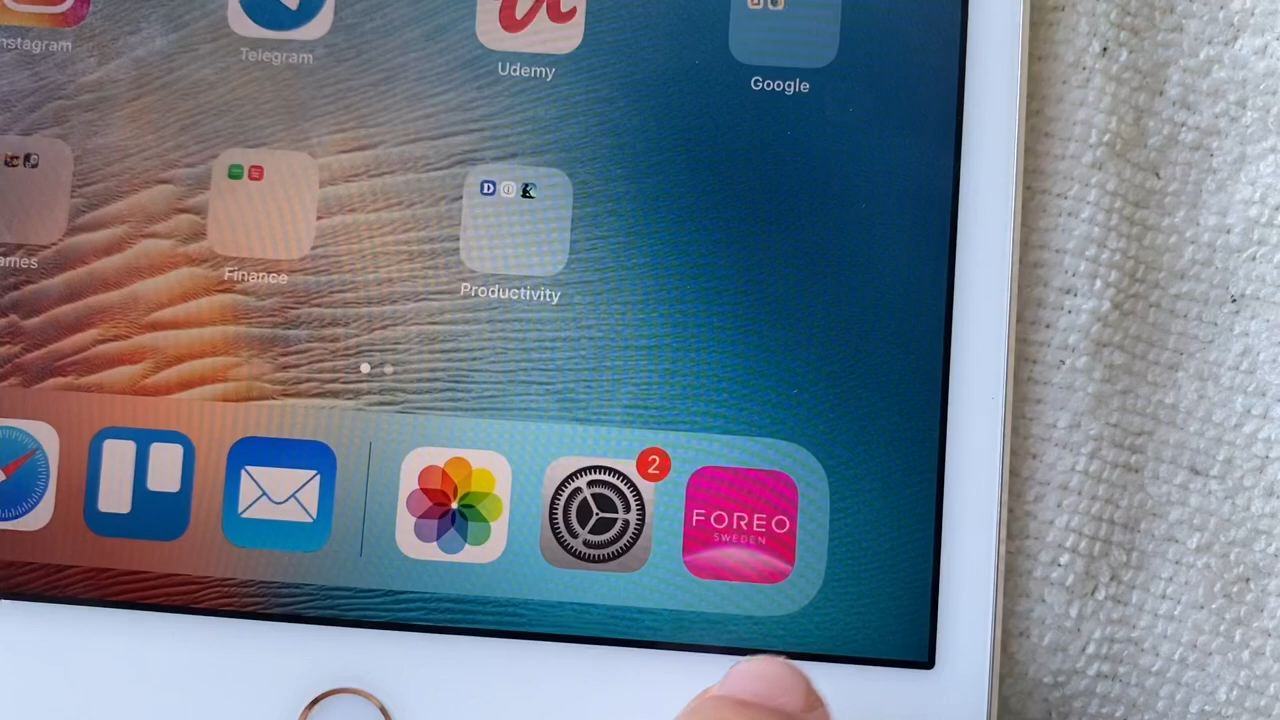 nstagram
Telegram
Udemy
Google
ames
Finance
D
Productivity
2
FOREO
SWEDEN